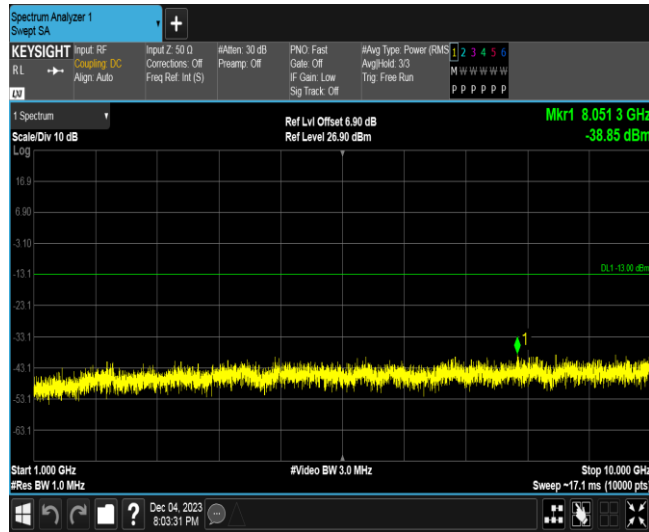 Spectrum Analyzer 1
Swept SA
+
KEYSIGHT
RL
LXI
Input: RF
Coupling: DC
Align: Auto
Input Z: 50 Ω
Corrections: Off
Freq Ref: Int (S)
#Atten: 30 dB
Preamp: Off
PNO: Fast
Gate: Off
IF Gain: Low
Sig Track: Off
#Avg Type: Power (RMS
Avg|Hold: 3/3
Trig: Free Run
1 2 3 4 5 6
M W W W W W
P P P P P P
1 Spectrum
Scale/Div 10 dB
Log
Ref Lvl Offset 6.90 dB
Ref Level 26.90 dBm
Mkr1 8.051 3 GHz
-38.85 dBm
16.9
6.90
-3.10
-13.1
DL1 -13.00 dBm
-23.1
-33.1
1
-43.1
-53.1
-63.1
Start 1.000 GHz
#Res BW 1.0 MHz
#Video BW 3.0 MHz
Stop 10.000 GHz
Sweep ~17.1 ms (10000 pts)
?
Dec 04, 2023
8:03:31 PM